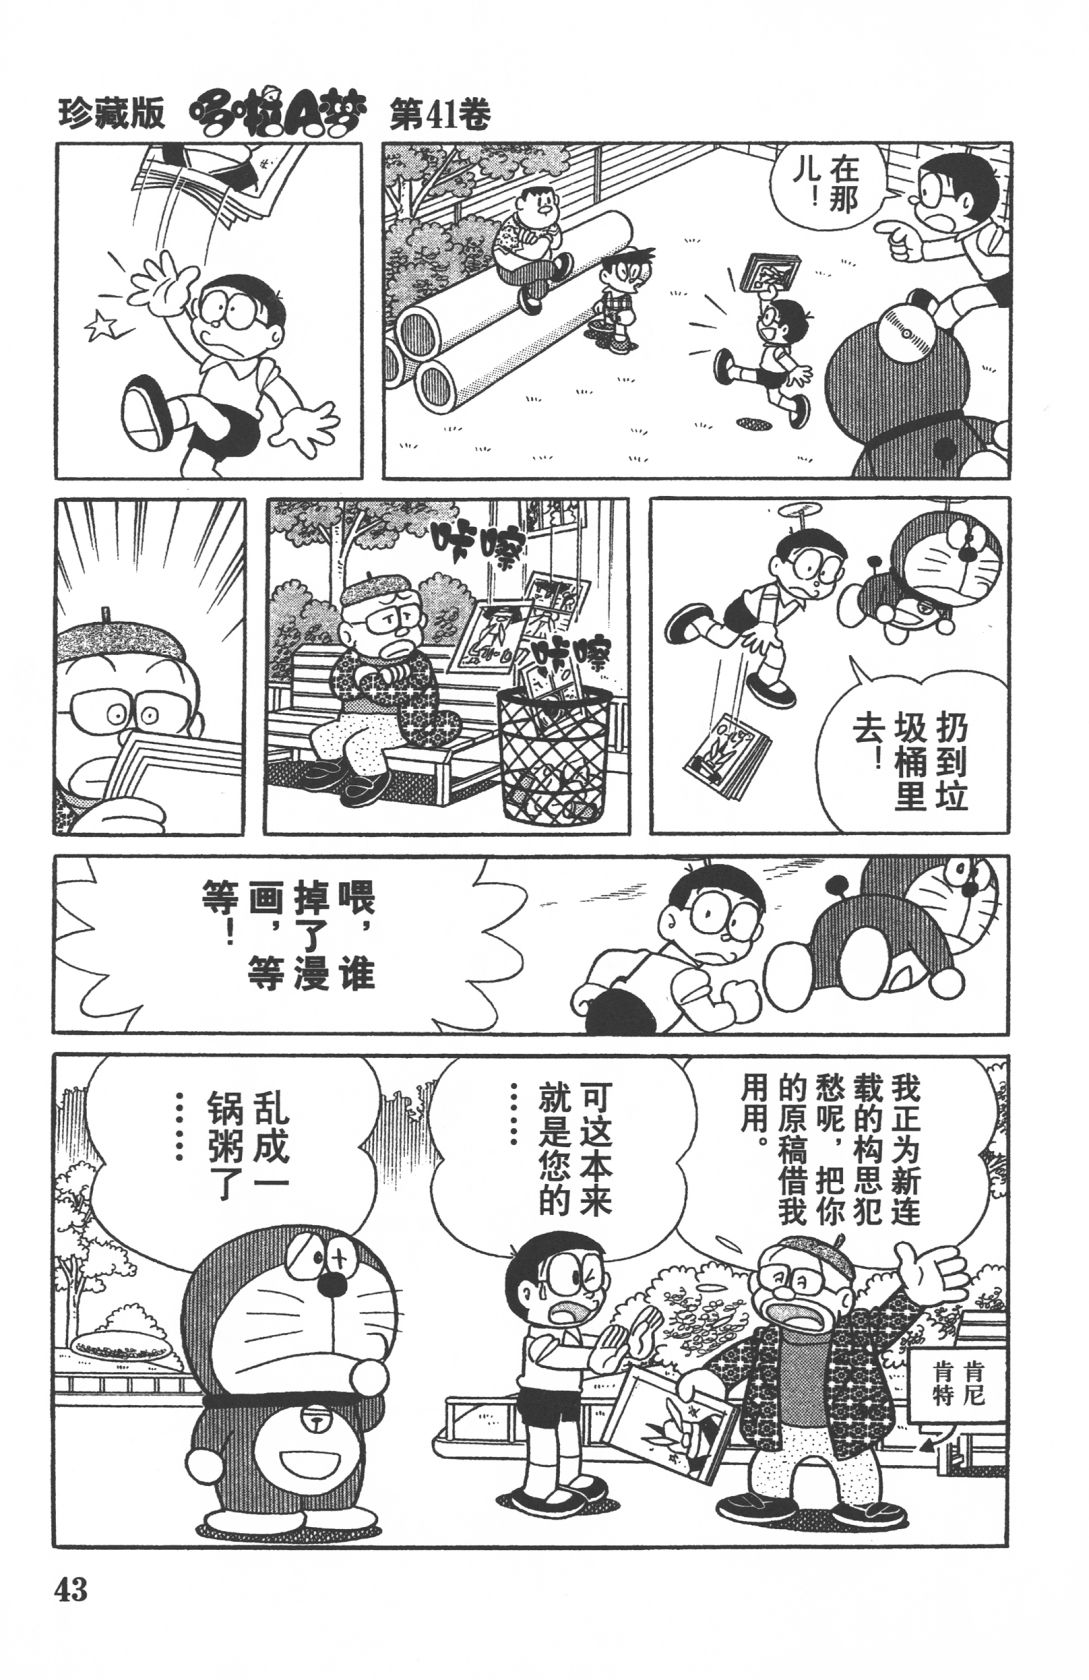 珍藏版 哆啦A梦 第41卷
在那
儿！
扔到垃
圾桶里
去！
咔嚓
咔嚓
喂，谁
掉了漫
画，等
等！
我正为新连
载的构思犯
愁呢，把你
的原稿借我
用用。
肯尼
肯特
可这本来
就是您的
……
乱成一
锅粥了
……
43